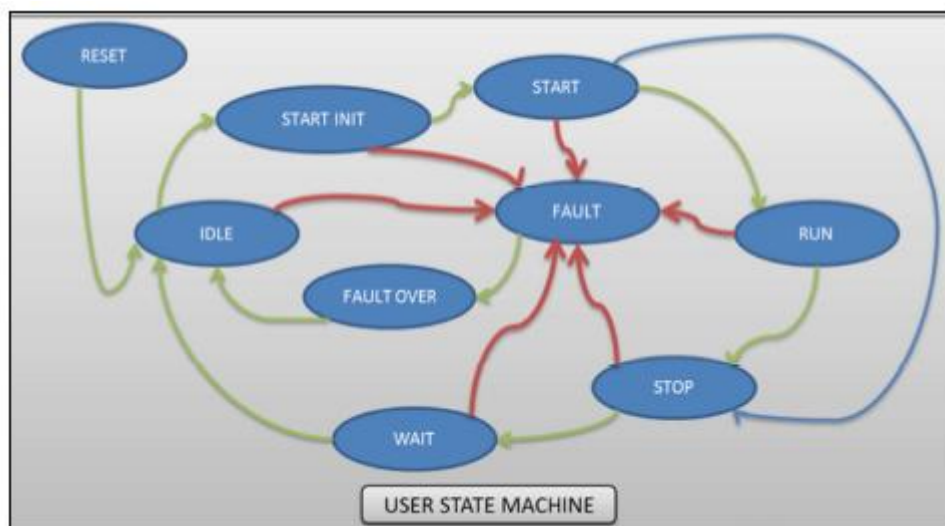 RESET
START
START INIT
FAULT
IDLE
RUN
FAULT OVER
STOP
WAIT
USER STATE MACHINE